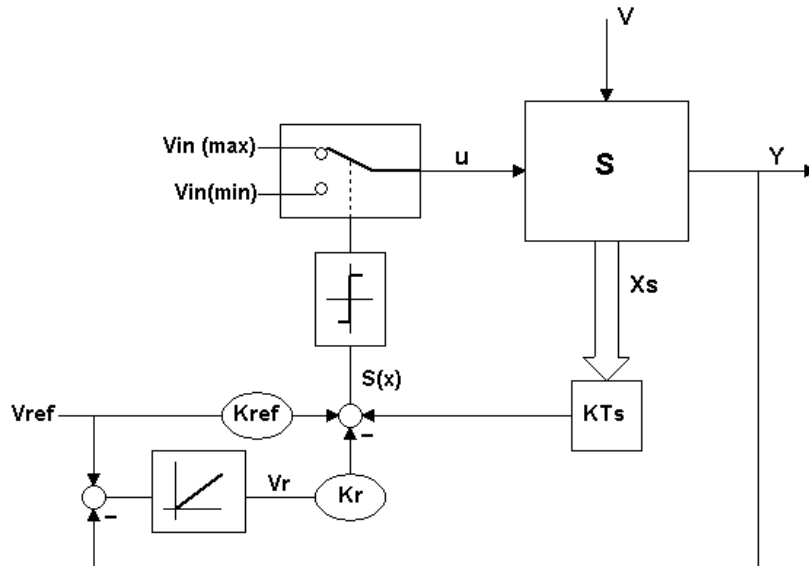 V
Vin (max)
u
S
Y
Vin(min)
Xs
S(x)
Vref
Kref
KTs
-
Vr
Kr
-